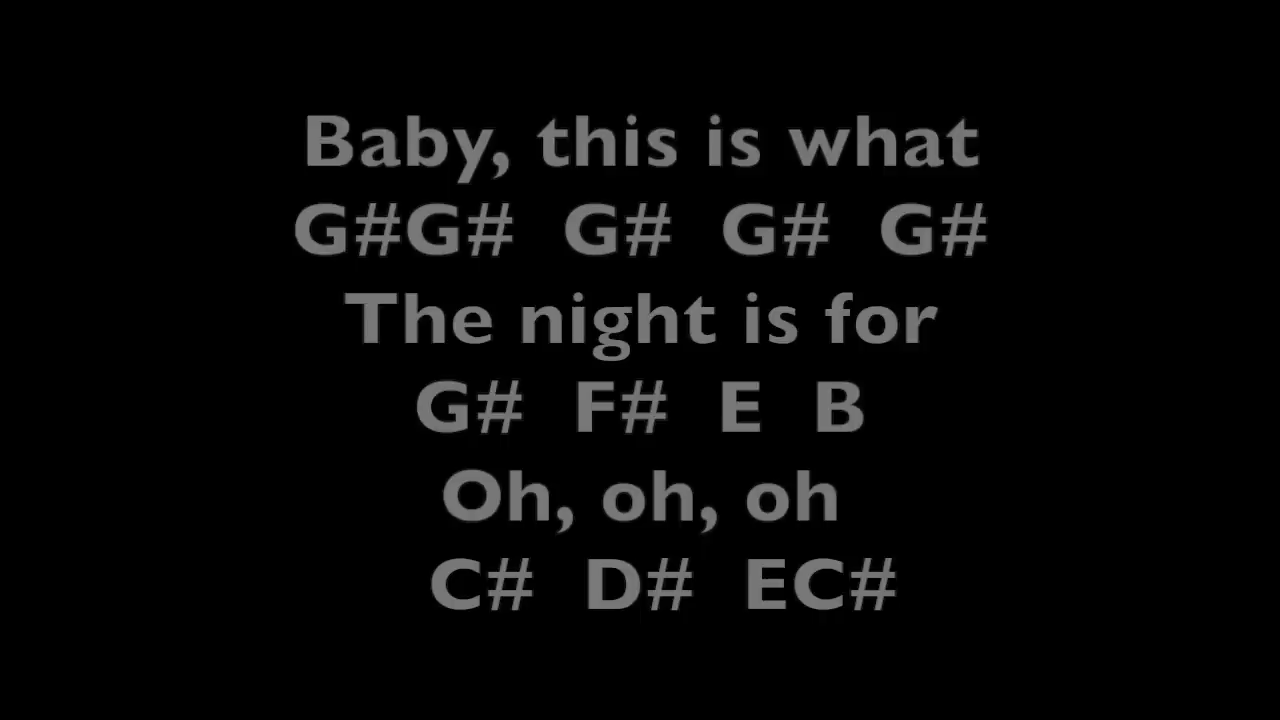 Baby, this is what
G#G# G# G# G#
The night is for
G# F# E B
Oh, oh, oh
C# D# EC#